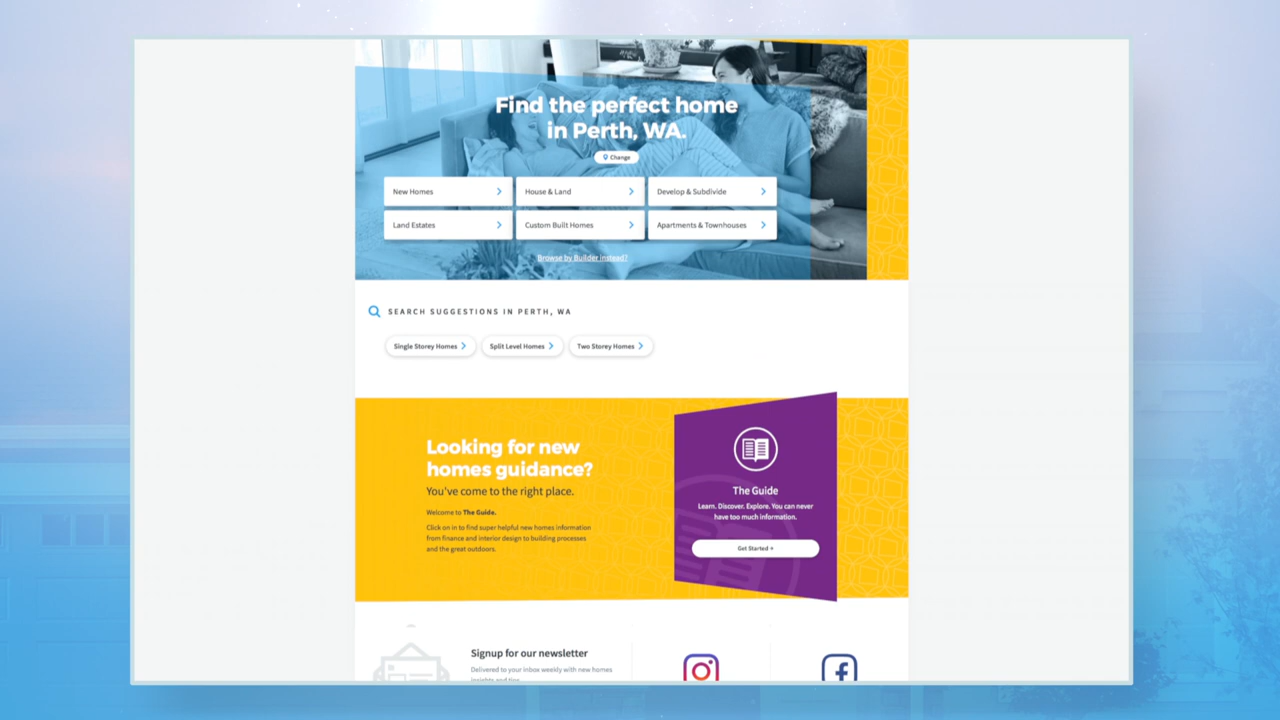 Find the perfect home
in Perth, WA.
Change
New Homes
House & Land
Develop & Subdivide
Land Estates
Custom Built Homes
Apartments & Townhouses
Browse by Builder instead?
SEARCH SUGGESTIONS IN PERTH, WA
Single Storey Homes
Split Level Homes
Two Storey Homes
Looking for new
homes guidance?
You've come to the right place.
Welcome to The Guide.
Click on in to find super helpful new homes information
from finance and interior design to building processes
and the great outdoors.
The Guide
Learn. Discover. Explore. You can never
have too much information.
Get Started +
Signup for our newsletter
Delivered to your inbox weekly with new homes